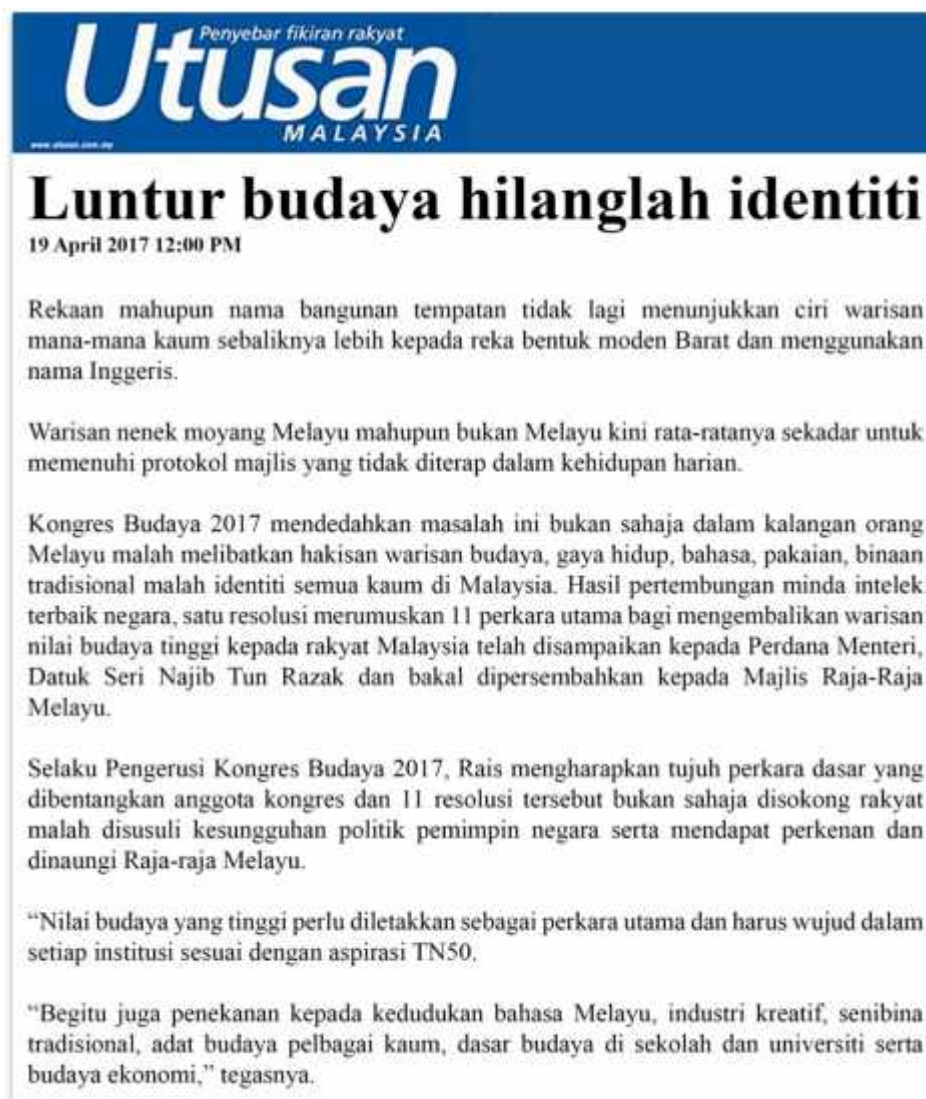 Penyebar fikiran rakyat
Utusan
MALAYSIA
www.utusan.com.my
Luntur budaya hilanglah identiti
19 April 2017 12:00 PM
Rekaan mahupun nama bangunan tempatan tidak lagi menunjukkan ciri warisan
mana-mana kaum sebaliknya lebih kepada reka bentuk moden Barat dan menggunakan
nama Inggeris.
Warisan nenek moyang Melayu mahupun bukan Melayu kini rata-ratanya sekadar untuk
memenuhi protokol majlis yang tidak diterap dalam kehidupan harian.
Kongres Budaya 2017 mendedahkan masalah ini bukan sahaja dalam kalangan orang
Melayu malah melibatkan hakisan warisan budaya, gaya hidup, bahasa, pakaian, binaan
tradisional malah identiti semua kaum di Malaysia. Hasil pertembungan minda intelek
terbaik negara, satu resolusi merumuskan 11 perkara utama bagi mengembalikan warisan
nilai budaya tinggi kepada rakyat Malaysia telah disampaikan kepada Perdana Menteri,
Datuk Seri Najib Tun Razak dan bakal dipersembahkan kepada Majlis Raja-Raja
Melayu.
Selaku Pengerusi Kongres Budaya 2017, Rais mengharapkan tujuh perkara dasar yang
dibentangkan anggota kongres dan 11 resolusi tersebut bukan sahaja disokong rakyat
malah disusuli kesungguhan politik pemimpin negara serta mendapat perkenan dan
dinaungi Raja-raja Melayu.
“Nilai budaya yang tinggi perlu diletakkan sebagai perkara utama dan harus wujud dalam
setiap institusi sesuai dengan aspirasi TN50.
“Begitu juga penekanan kepada kedudukan bahasa Melayu, industri kreatif, senibina
tradisional, adat budaya pelbagai kaum, dasar budaya di sekolah dan universiti serta
budaya ekonomi,” tegasnya.